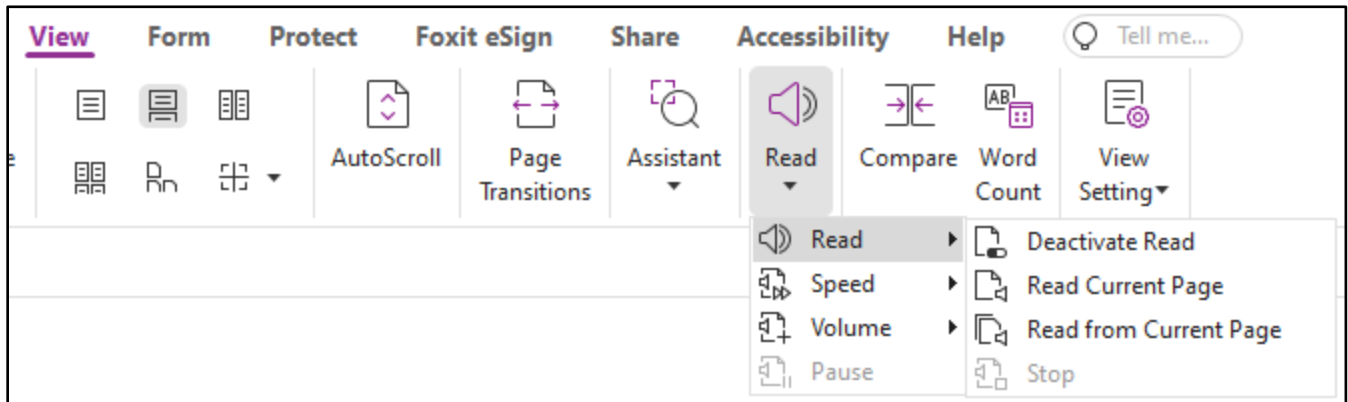 View Form Protect Foxit eSign Share Accessibility Help Tell me...
AutoScroll Page Transitions Assistant Read Compare Word Count View Setting
AB
Read Deactivate Read
Speed Read Current Page
Volume Read from Current Page
Pause Stop